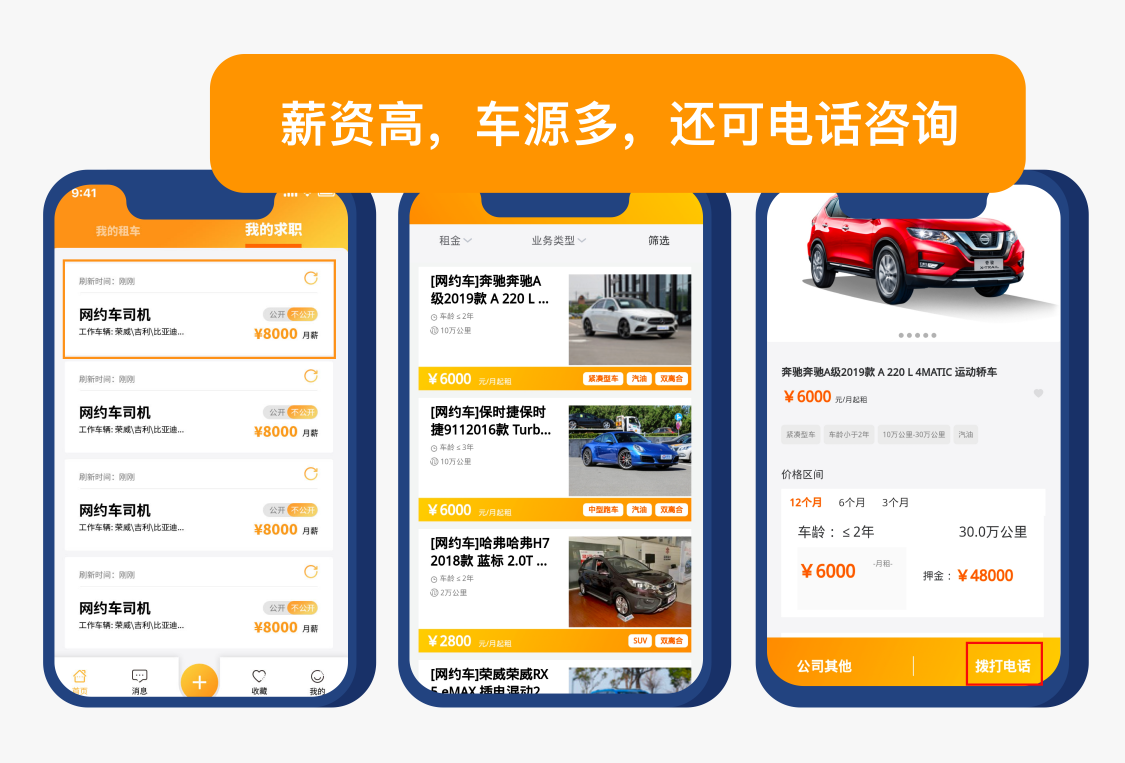 薪资高，车源多，还可电话咨询
9:41
我的租车
我的求职
刷新时间：刚刚
网约车司机
公开 不公开
工作车辆: 荣威\吉利\比亚迪...
¥8000 月薪
刷新时间：刚刚
网约车司机
公开 不公开
工作车辆: 荣威\吉利\比亚迪...
¥8000 月薪
刷新时间：刚刚
网约车司机
公开 不公开
工作车辆: 荣威\吉利\比亚迪...
¥8000 月薪
刷新时间：刚刚
网约车司机
公开 不公开
工作车辆: 荣威\吉利\比亚迪...
¥8000 月薪
首页
消息
收藏
我的
租金
业务类型
筛选
[网约车]奔驰奔驰A
级2019款 A 220 L ...
车龄 ≤ 2年
10万公里
¥6000 元/月起租
紧凑型车 汽油 双离合
[网约车]保时捷保时
捷9112016款 Turb...
车龄 ≤ 3年
10万公里
¥6000 元/月起租
中型跑车 汽油 双离合
[网约车]哈弗哈弗H7
2018款 蓝标 2.0T ...
车龄 ≤ 2年
2万公里
¥2800 元/月起租
SUV 双离合
[网约车]荣威荣威RX
5 eMAX 插电混动2
奔驰奔驰A级2019款 A 220 L 4MATIC 运动轿车
¥6000 元/月起租
紧凑型车 车龄小于2年 10万公里-30万公里 汽油
价格区间
12个月 6个月 3个月
车龄 ：≤ 2年
30.0万公里
¥6000 -月租-
押金： ¥48000
公司其他
拨打电话